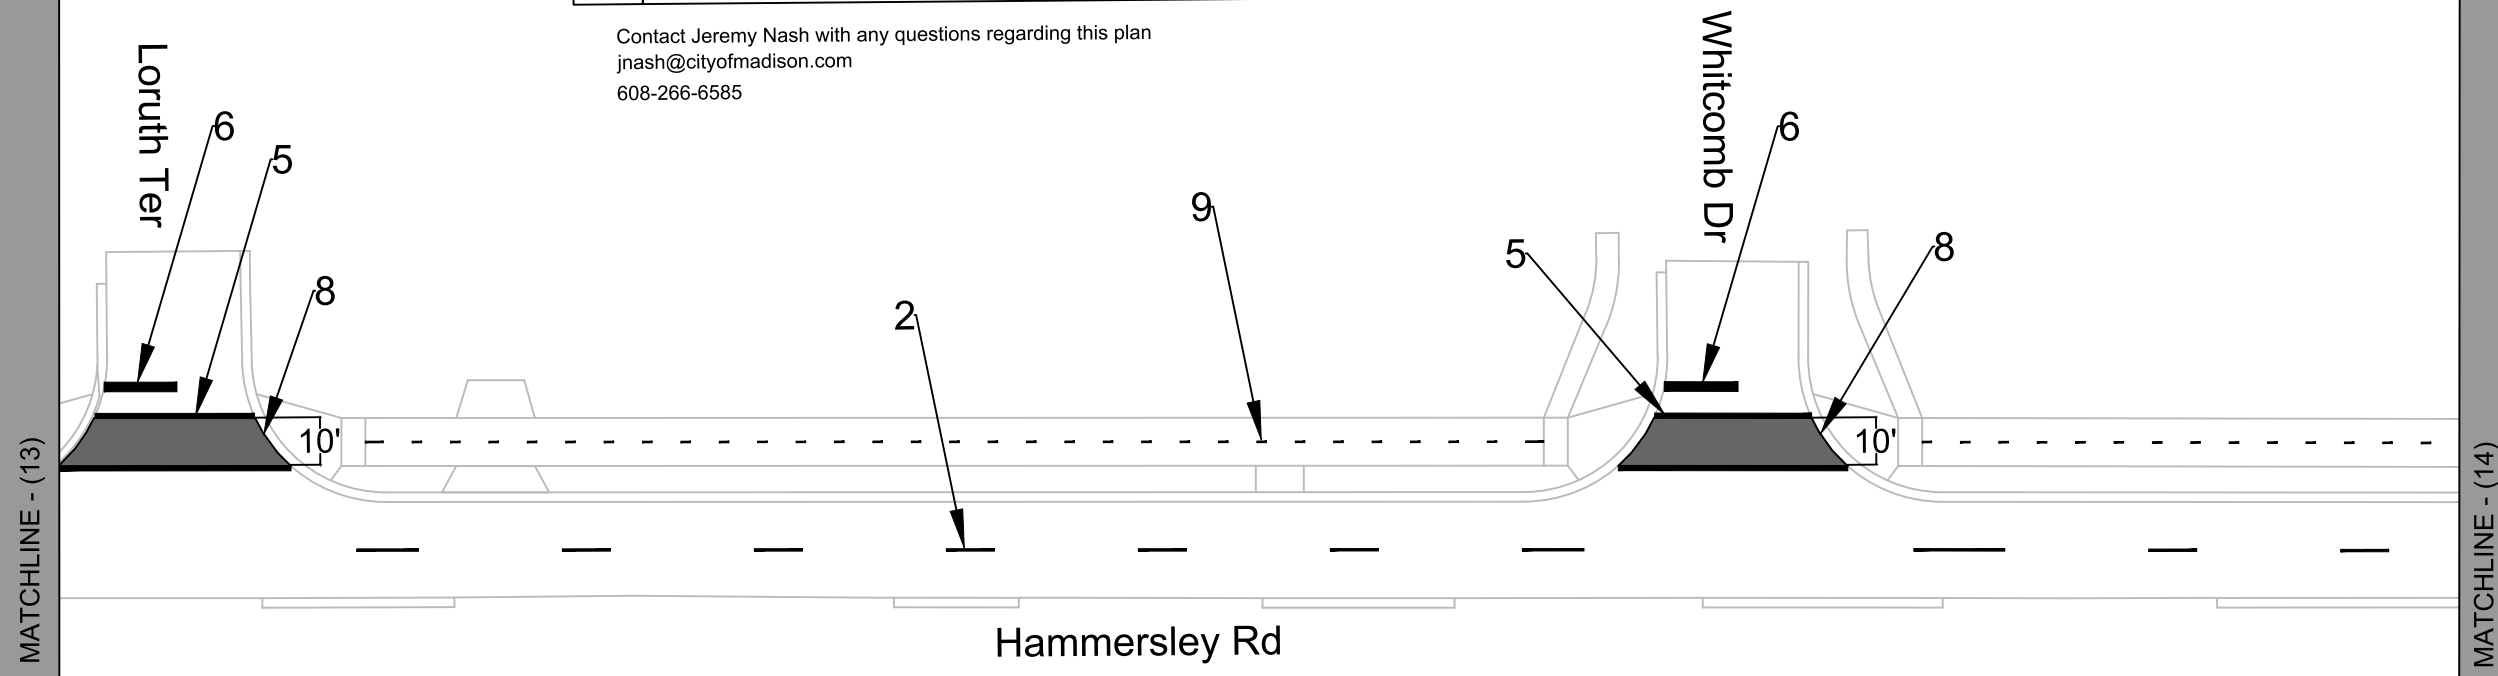 Contact Jeremy Nash with any questions regarding this plan
jnash@cityofmadison.com
608-266-6585
Loruth Ter
Whitcomb Dr
6
5
8
9
2
5
6
8
10'
10'
MATCHLINE - (13)
MATCHLINE - (14)
Hammersley Rd